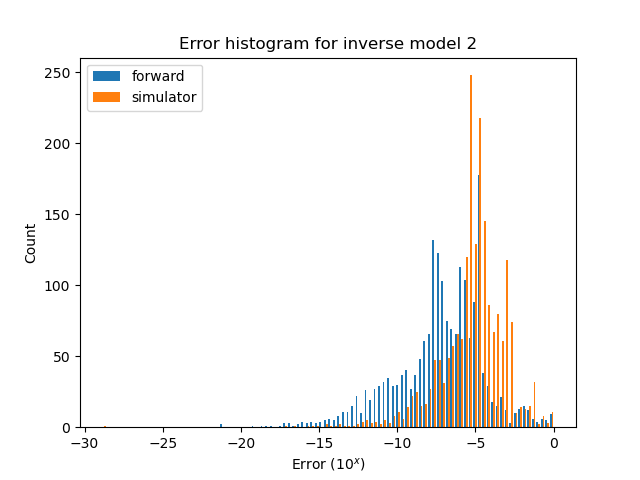 Error histogram for inverse model 2
forward
simulator
250
200
150
100
50
0
Count
−30 −25 −20 −15 −10 −5 0
Error (10ˣ)